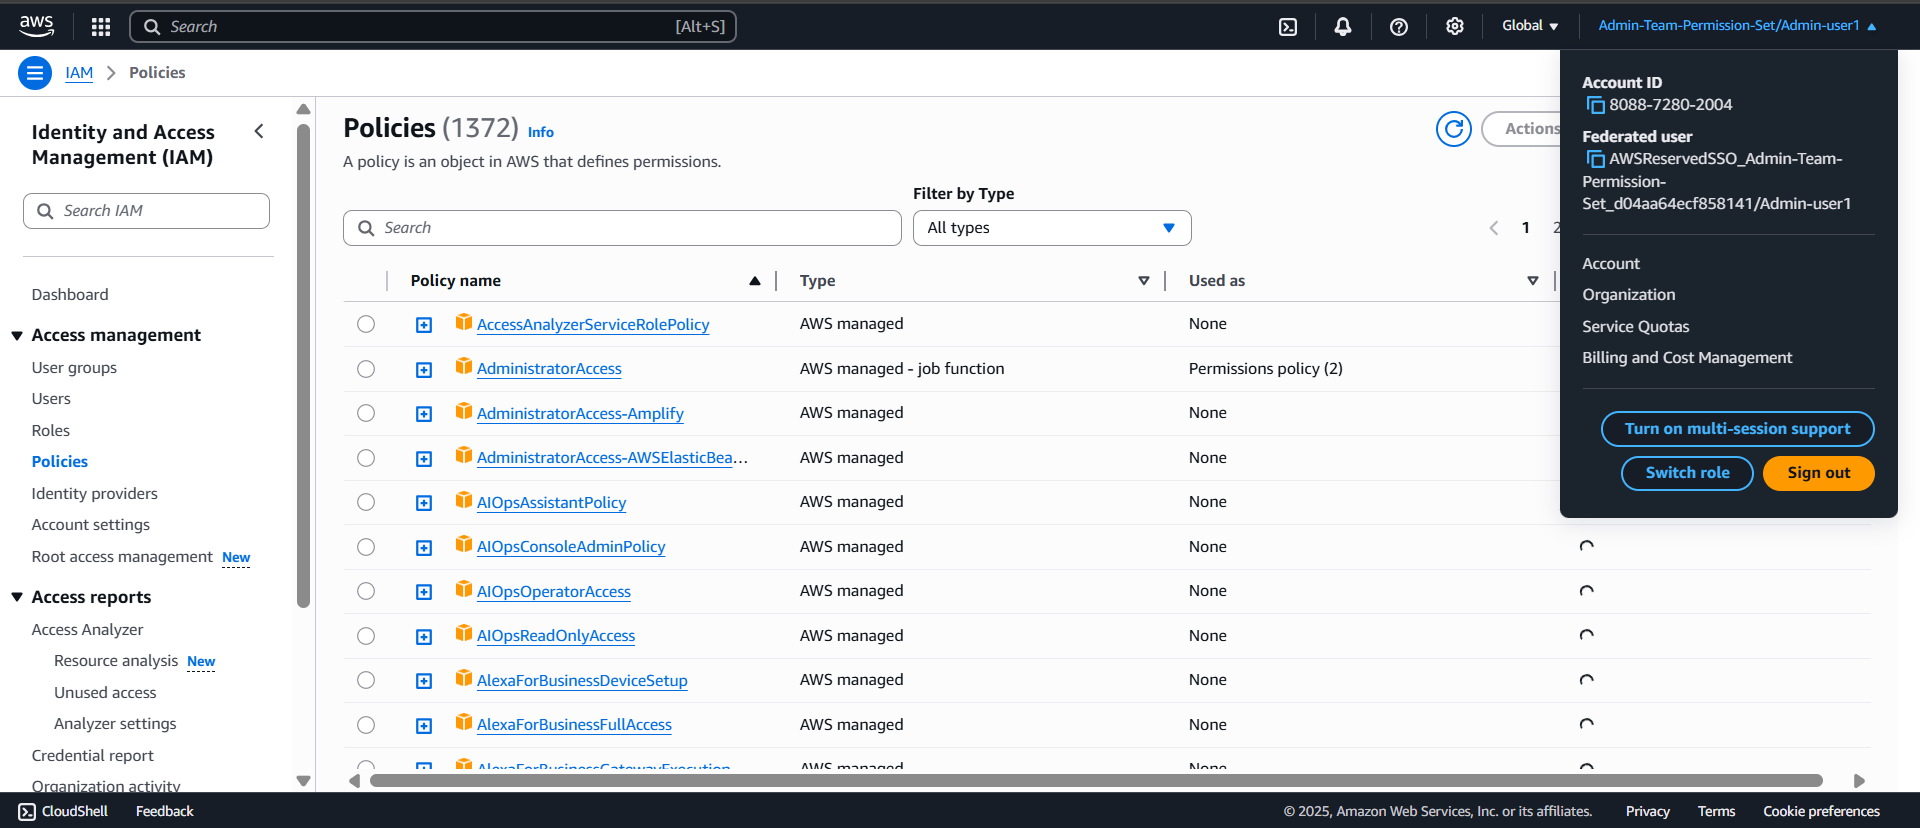 aws
Search
[Alt+S]
Global
Admin-Team-Permission-Set/Admin-user1
IAM
Policies
Account ID
8088-7280-2004
Federated user
AWSReservedSSO_Admin-Team-
Permission-
Set_d04aa64ecf858141/Admin-user1
Account
Organization
Service Quotas
Billing and Cost Management
Turn on multi-session support
Switch role
Sign out
Identity and Access
Management (IAM)
Search IAM
Dashboard
Access management
User groups
Users
Roles
Policies
Identity providers
Account settings
Root access management New
Access reports
Access Analyzer
Resource analysis New
Unused access
Analyzer settings
Credential report
Organization activity
Policies (1372) Info
A policy is an object in AWS that defines permissions.
Actions
Filter by Type
Search
All types
1 2
Policy name Type Used as
AccessAnalyzerServiceRolePolicy AWS managed None
AdministratorAccess AWS managed - job function Permissions policy (2)
AdministratorAccess-Amplify AWS managed None
AdministratorAccess-AWSElasticBea... AWS managed None
AIOpsAssistantPolicy AWS managed None
AIOpsConsoleAdminPolicy AWS managed None
AIOpsOperatorAccess AWS managed None
AIOpsReadOnlyAccess AWS managed None
AlexaForBusinessDeviceSetup AWS managed None
AlexaForBusinessFullAccess AWS managed None
AlexaForBusinessGatewayExecution AWS managed None
CloudShell Feedback © 2025, Amazon Web Services, Inc. or its affiliates. Privacy Terms Cookie preferences